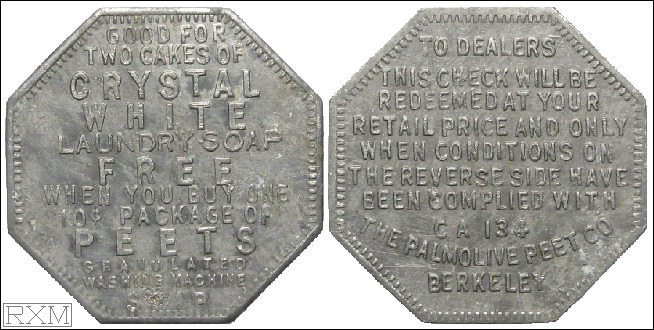 GOOD FOR
TWO CAKES OF
CRYSTAL
WHITE
LAUNDRY SOAP
FREE
WHEN YOU BUY ONE
10¢ PACKAGE OF
PEETS
GRANULATED
WASHING MACHINE
TO DEALERS
THIS CHECK WILL BE
REDEEMED AT YOUR
RETAIL PRICE AND ONLY
WHEN CONDITIONS ON
THE REVERSE SIDE HAVE
BEEN COMPLIED WITH
CA 134
THE PALMOLIVE PEET CO
BERKELEY
RXM